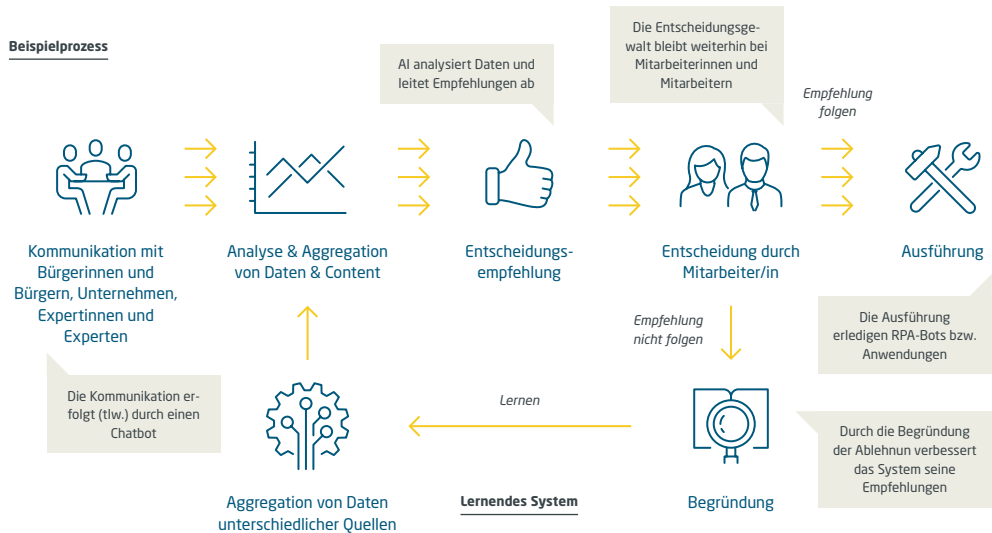 Beispielprozess
AI analysiert Daten und
leitet Empfehlungen ab
Die Entscheidungsge-
walt bleibt weiterhin bei
Mitarbeiterinnen und
Mitarbeitern
Empfehlung
folgen
Kommunikation mit
Bürgerinnen und
Bürgern, Unternehmen,
Expertinnen und
Experten
Analyse & Aggregation
von Daten & Content
Entscheidungs-
empfehlung
Entscheidung durch
Mitarbeiter/in
Ausführung
Die Ausführung
erledigen RPA-Bots bzw.
Anwendungen
Empfehlung
nicht folgen
Die Kommunikation er-
folgt (tlw.) durch einen
Chatbot
Lernen
Durch die Begründung
der Ablehnun verbessert
das System seine
Empfehlungen
Aggregation von Daten
unterschiedlicher Quellen
Lernendes System
Begründung